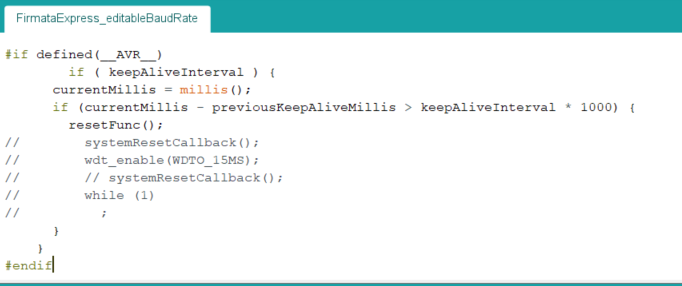 FirmataExpress_editableBaudRate
#if defined(__AVR__)
        if ( keepAliveInterval ) {
      currentMillis = millis();
      if (currentMillis - previousKeepAliveMillis > keepAliveInterval * 1000) {
        resetFunc();
//        systemResetCallback();
//        wdt_enable(WDTO_15MS);
//        // systemResetCallback();
//        while (1)
//          ;
      }
    }
#endif